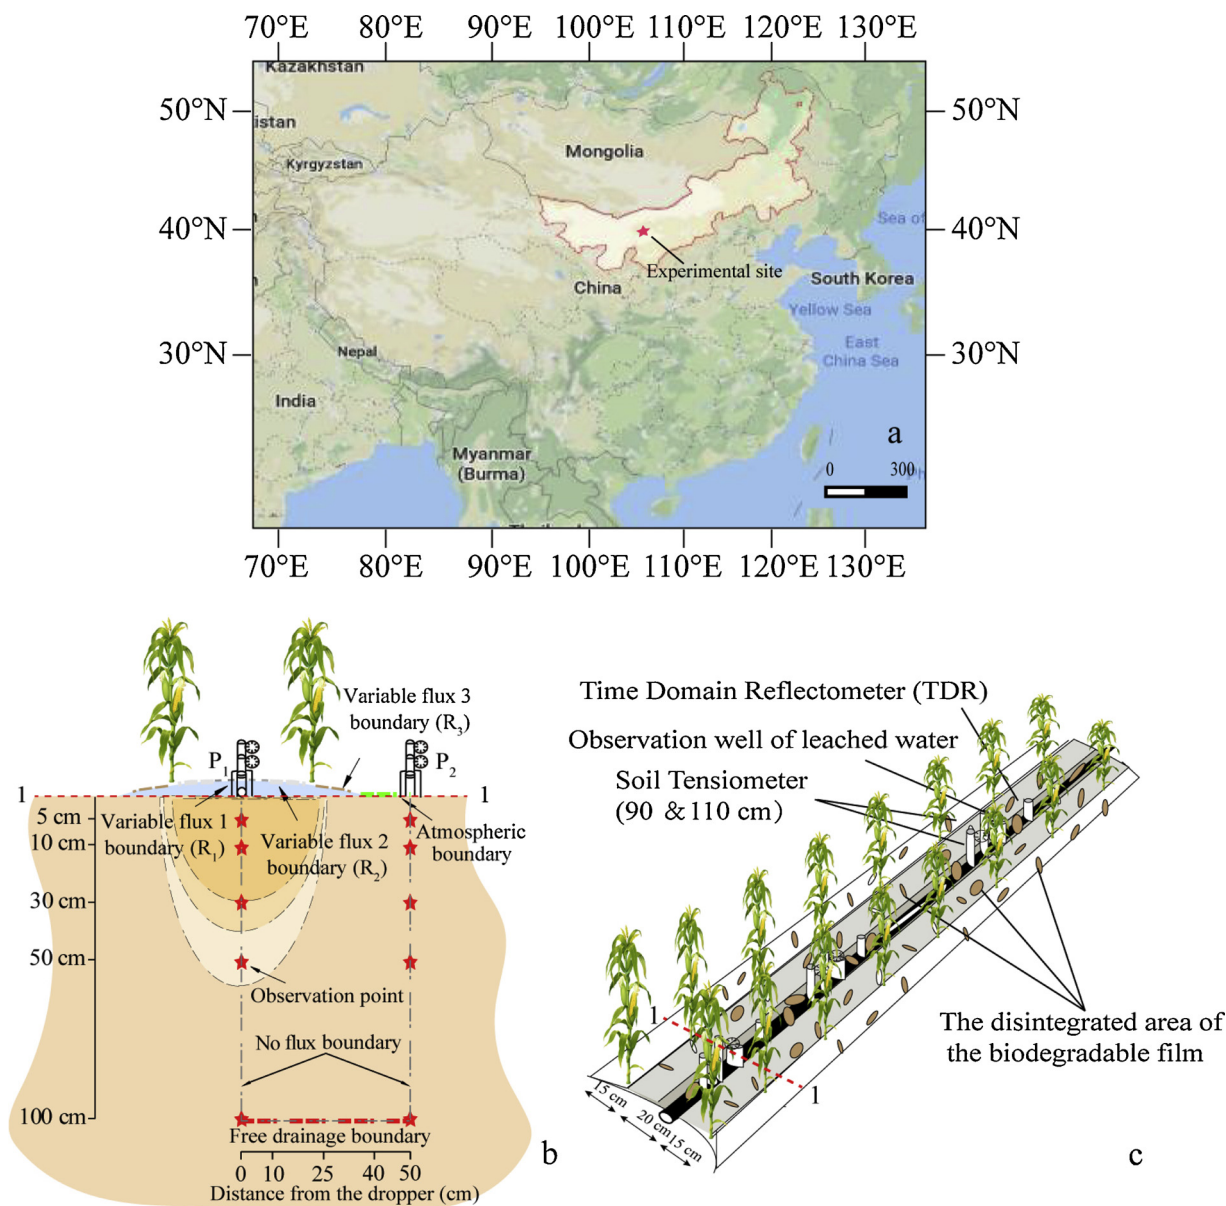 70°E 80°E 90°E 100°E 110°E 120°E 130°E
Kazakhstan
50°N 50°N
istan
Mongolia
Kyrgyzstan
Sea of
40°N 40°N
Experimental site
South Korea
China
Yellow Sea
East
China Sea
30°N 30°N
Nepal
India
a
Myanmar
(Burma)
0 300
Ph
70°E 80°E 90°E 100°E 110°E 120°E 130°E
Variable flux 3
boundary (R3)
P1 P2
1 1
5 cm
10 cm
30 cm
50 cm
100 cm
Variable flux 1
boundary (R1)
Variable flux 2
boundary (R2)
Atmospheric
boundary
Observation point
No flux boundary
Free drainage boundary
0 10 25 40 50
Distance from the dropper (cm)
b
Time Domain Reflectometer (TDR)
Observation well of leached water
Soil Tensiometer
(90 & 110 cm)
The disintegrated area of
the biodegradable film
1
1
15 cm
20 cm
15 cm
c